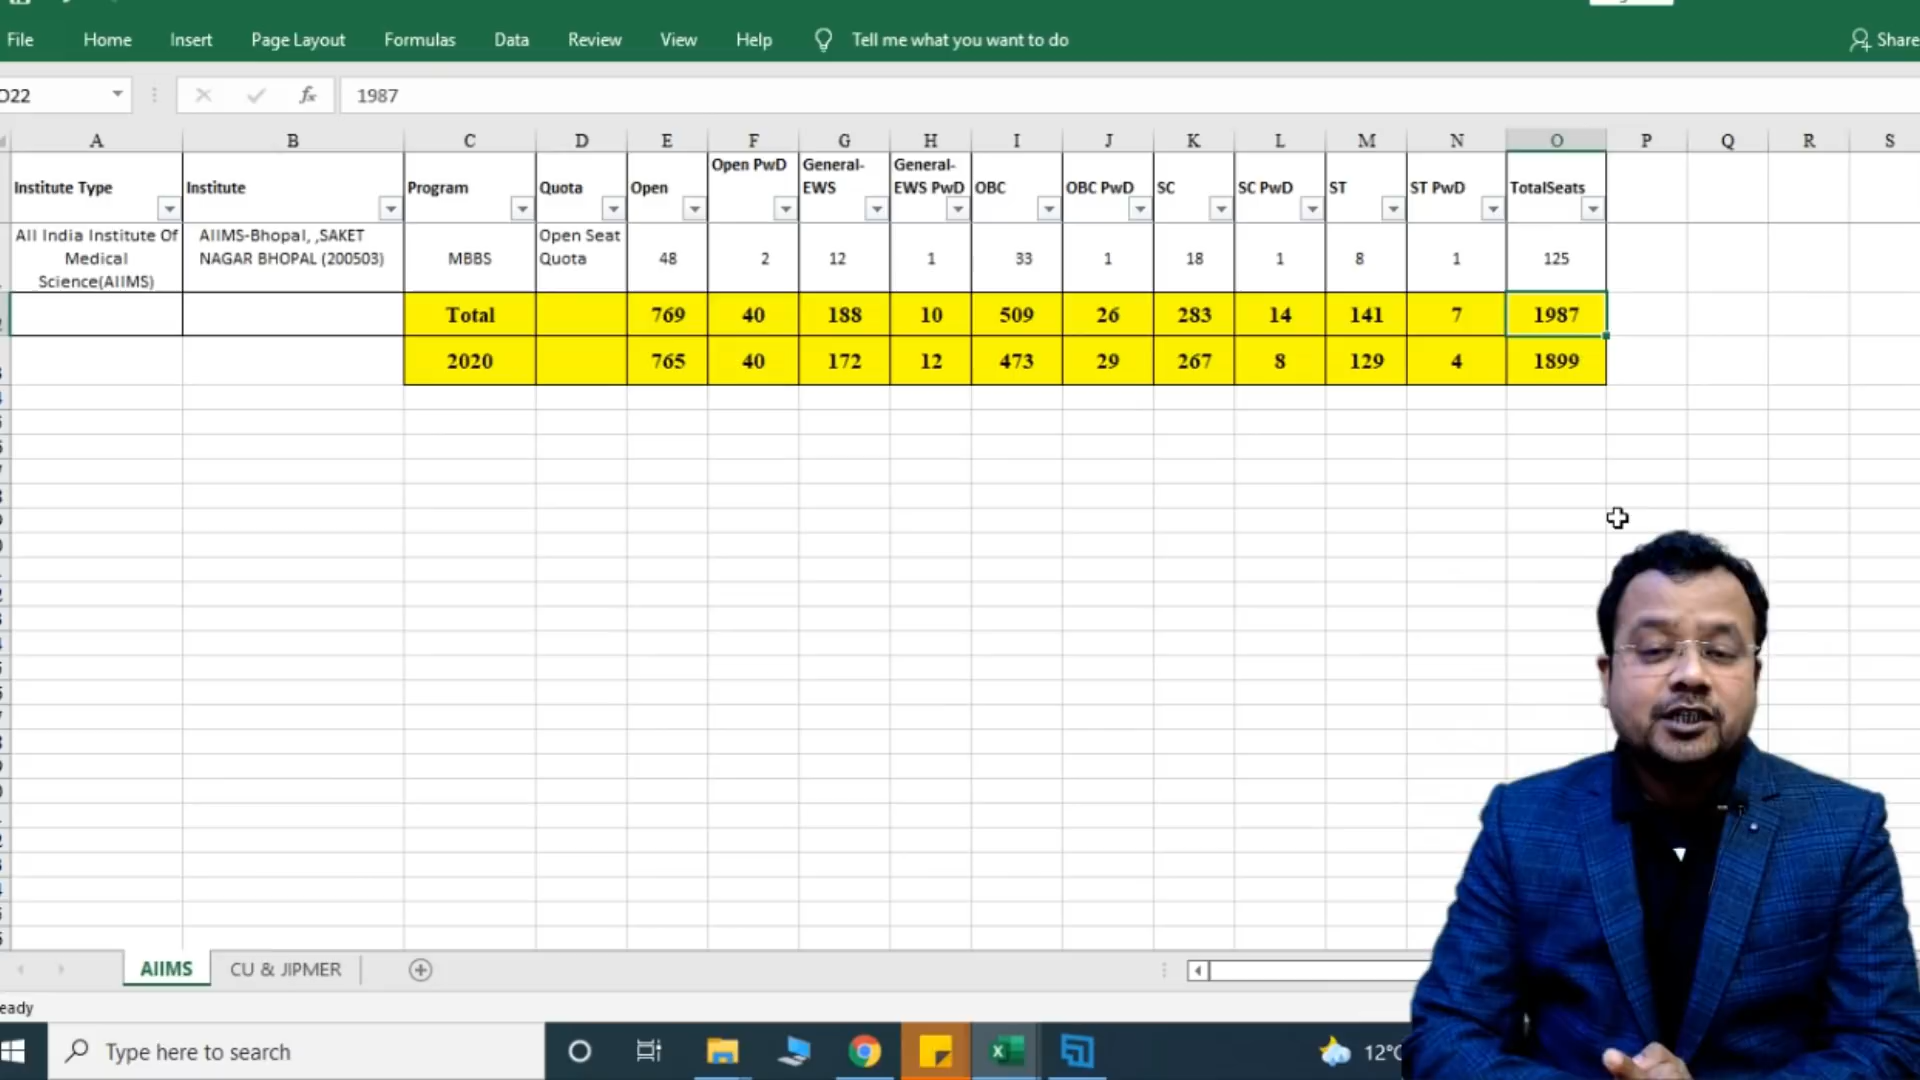 File Home Insert Page Layout Formulas Data Review View Help Tell me what you want to do Share
O22 fx 1987
A B C D E F G H I J K L M N O P Q R S
Institute Type Institute Program Quota Open Open PwD General-EWS General-EWS PwD OBC OBC PwD SC SC PwD ST ST PwD TotalSeats
All India Institute Of Medical Science(AIIMS) AIIMS-Bhopal, ,SAKET NAGAR BHOPAL (200503) MBBS Open Seat Quota 48 2 12 1 33 1 18 1 8 1 125
Total 769 40 188 10 509 26 283 14 141 7 1987
2020 765 40 172 12 473 29 267 8 129 4 1899
AIIMS CU & JIPMER
eady
Type here to search 12°C